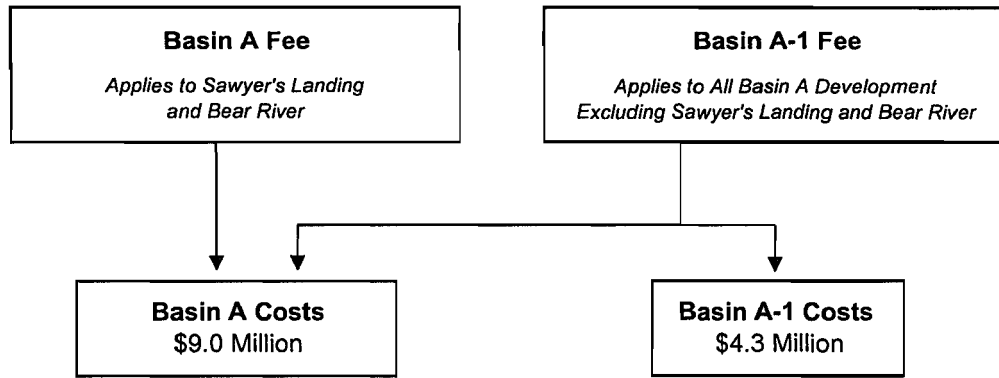 Basin A Fee
Applies to Sawyer's Landing
and Bear River
Basin A-1 Fee
Applies to All Basin A Development
Excluding Sawyer's Landing and Bear River
Basin A Costs
$9.0 Million
Basin A-1 Costs
$4.3 Million